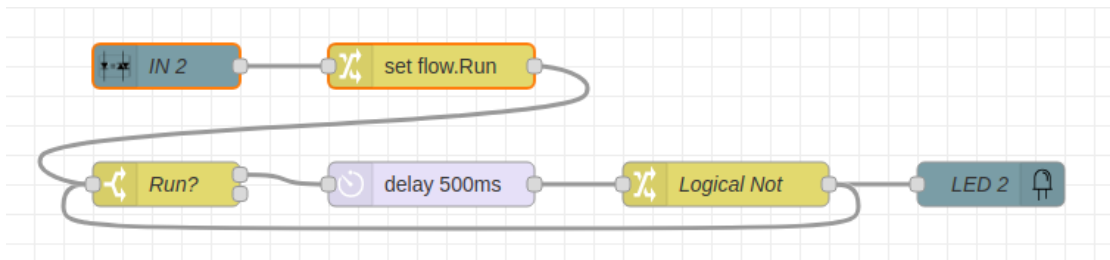 IN 2
set flow.Run
Run?
delay 500ms
Logical Not
LED 2